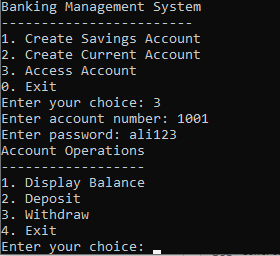 Banking Management System
------------------------
1. Create Savings Account
2. Create Current Account
3. Access Account
0. Exit
Enter your choice: 3
Enter account number: 1001
Enter password: ali123
Account Operations
------------------
1. Display Balance
2. Deposit
3. Withdraw
4. Exit
Enter your choice: